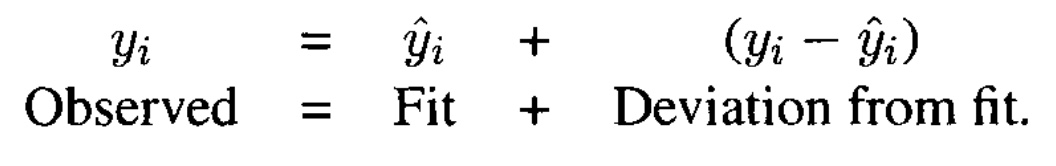 yᵢ = ŷᵢ + (yᵢ − ŷᵢ)
Observed = Fit + Deviation from fit.